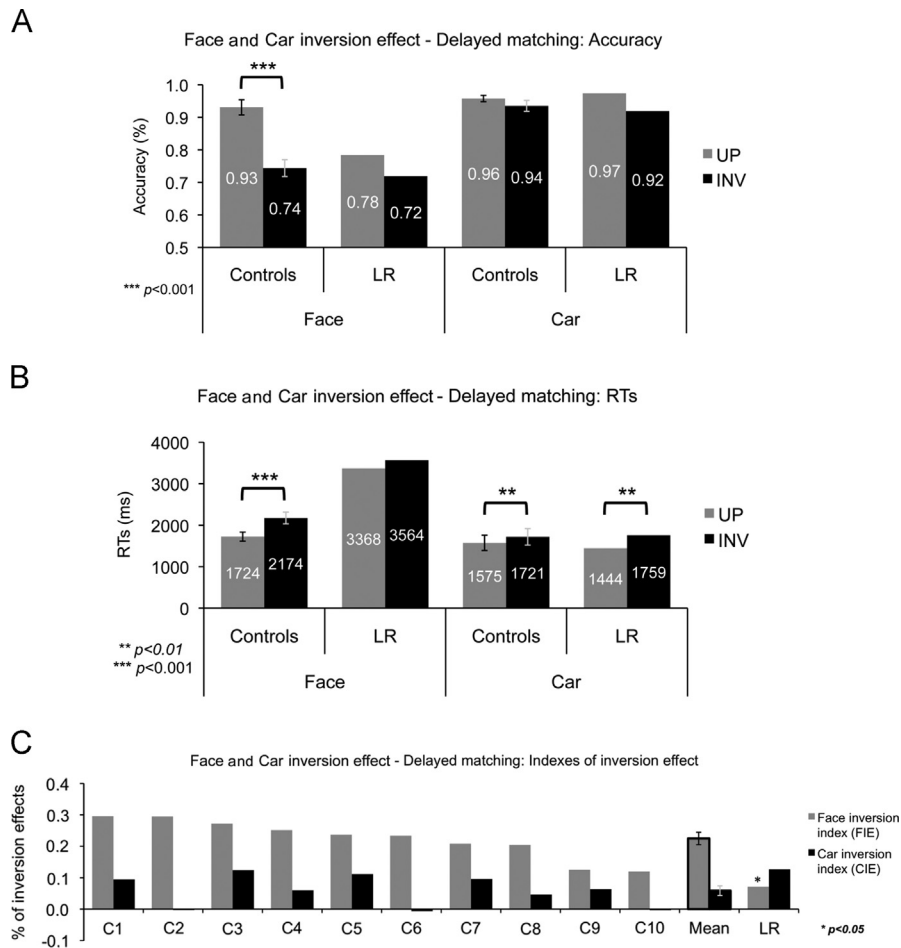 A
Face and Car inversion effect - Delayed matching: Accuracy
***
1.0
0.9
0.8
0.7
0.6
0.5
Accuracy (%)
0.93
0.74
0.78
0.72
0.96
0.94
0.97
0.92
UP
INV
Controls
LR
Controls
LR
*** p<0.001
Face
Car
B
Face and Car inversion effect - Delayed matching: RTs
4000
3000
2000
1000
0
RTs (ms)
***
**
**
1724
2174
3368
3564
1575
1721
1444
1759
UP
INV
Controls
LR
Controls
LR
** p<0.01
*** p<0.001
Face
Car
C
Face and Car inversion effect - Delayed matching: Indexes of inversion effect
% of inversion effects
0.4
0.3
0.2
0.1
0.0
-0.1
*
Face inversion
index (FIE)
Car inversion
index (CIE)
C1 C2 C3 C4 C5 C6 C7 C8 C9 C10 Mean LR
* p<0.05